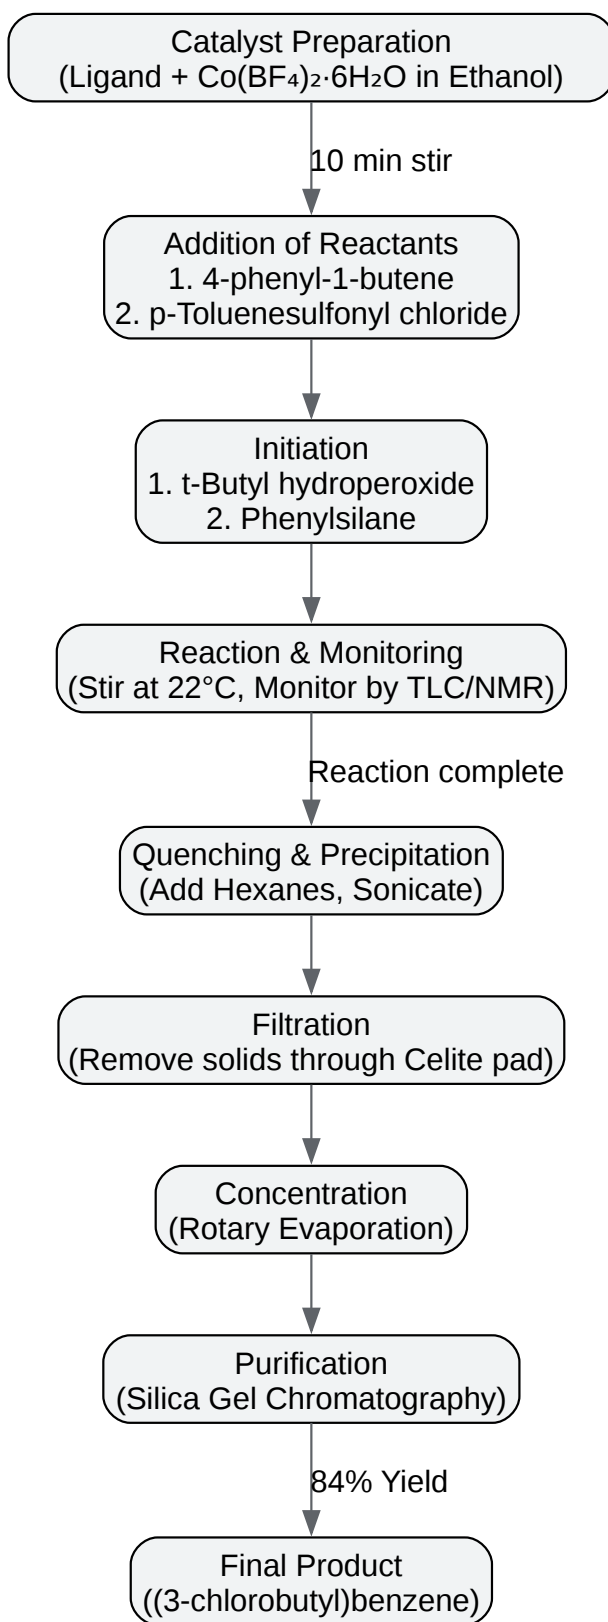 Catalyst Preparation
(Ligand + Co(BF₄)₂·6H₂O in Ethanol)
10 min stir
Addition of Reactants
1. 4-phenyl-1-butene
2. p-Toluenesulfonyl chloride
Initiation
1. t-Butyl hydroperoxide
2. Phenylsilane
Reaction & Monitoring
(Stir at 22°C, Monitor by TLC/NMR)
Reaction complete
Quenching & Precipitation
(Add Hexanes, Sonicate)
Filtration
(Remove solids through Celite pad)
Concentration
(Rotary Evaporation)
Purification
(Silica Gel Chromatography)
84% Yield
Final Product
((3-chlorobutyl)benzene)